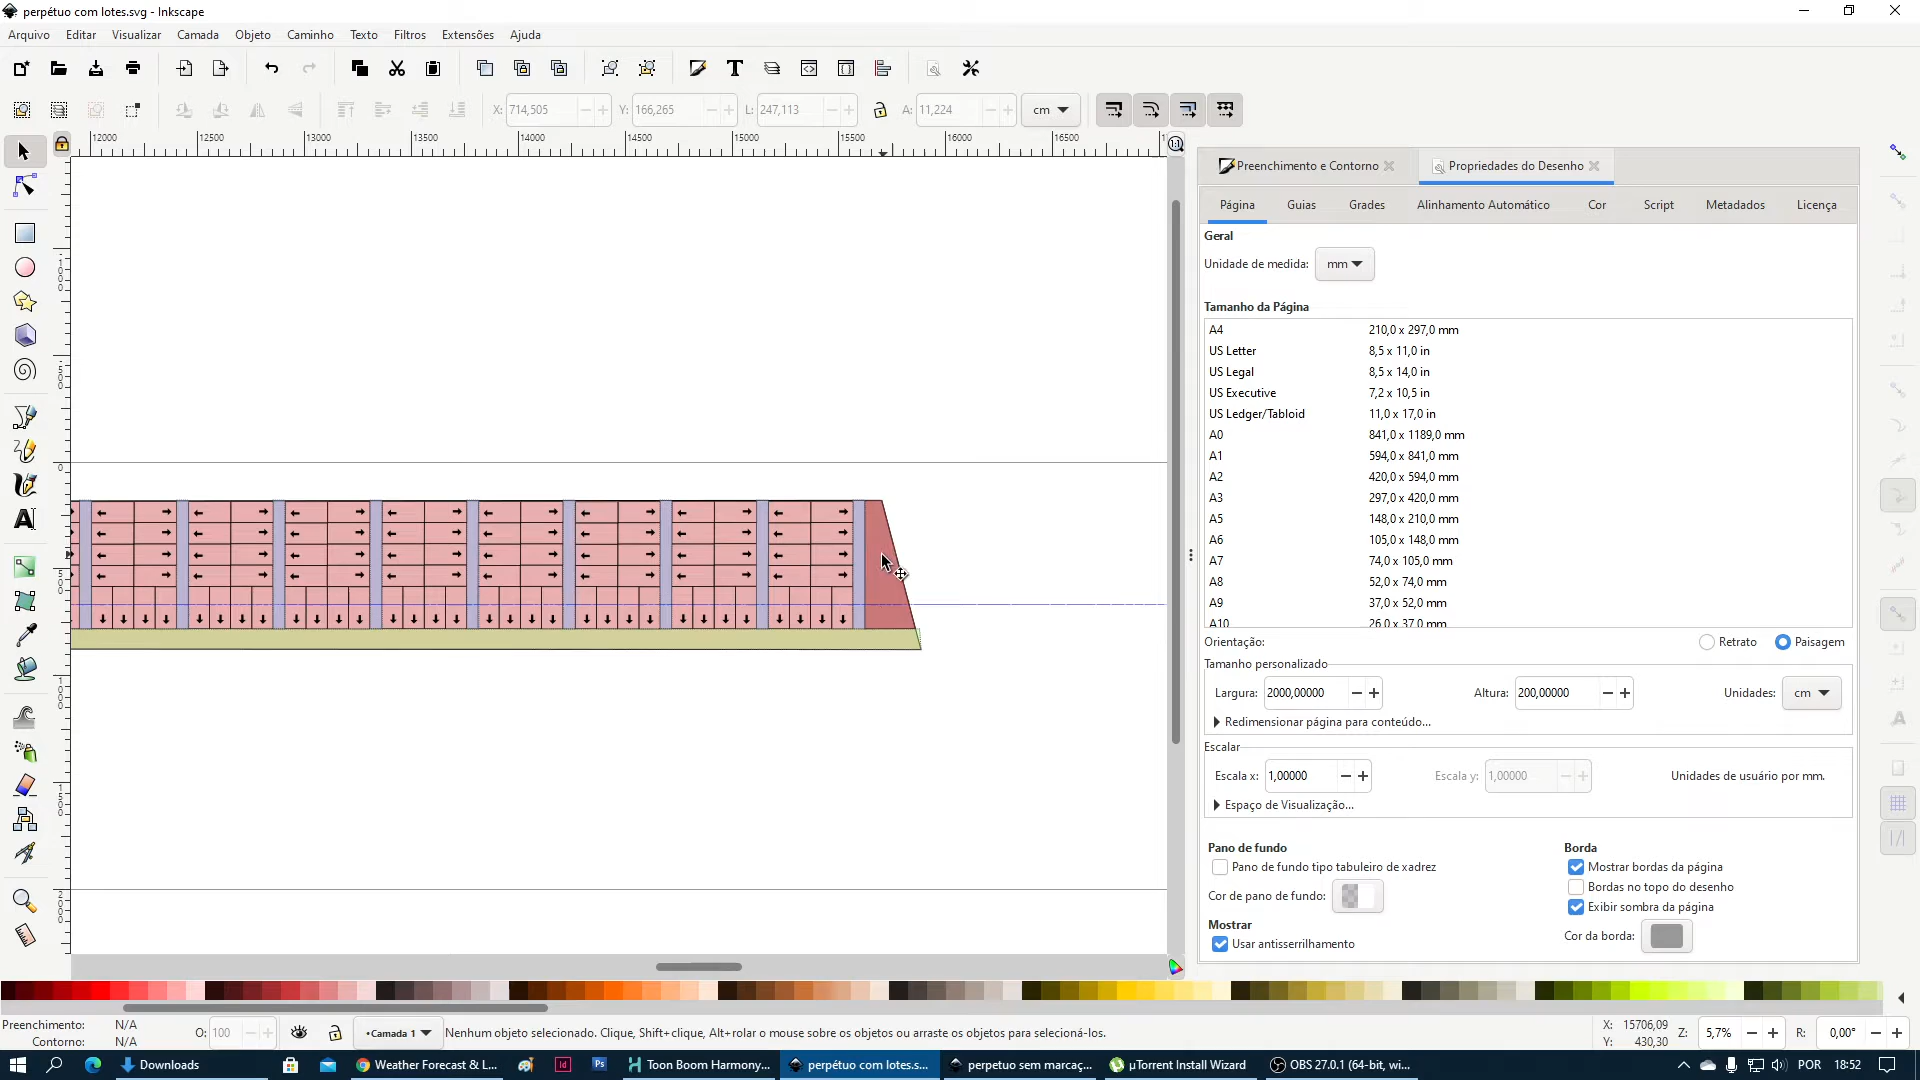 perpétuo com lotes.svg - Inkscape
Arquivo Editar Visualizar Camada Objeto Caminho Texto Filtros Extensões Ajuda
X: 714,505 Y: 166,265 L: 247,113 A: 11,224 cm
12000 12500 13000 13500 14000 14500 15000 15500 16000 16500
Preenchimento e Contorno Propriedades do Desenho
Página Guias Grades Alinhamento Automático Cor Script Metadados Licença
Geral
Unidade de medida: mm
Tamanho da Página
A4 210,0 x 297,0 mm
US Letter 8,5 x 11,0 in
US Legal 8,5 x 14,0 in
US Executive 7,2 x 10,5 in
US Ledger/Tabloid 11,0 x 17,0 in
A0 841,0 x 1189,0 mm
A1 594,0 x 841,0 mm
A2 420,0 x 594,0 mm
A3 297,0 x 420,0 mm
A5 148,0 x 210,0 mm
A6 105,0 x 148,0 mm
A7 74,0 x 105,0 mm
A8 52,0 x 74,0 mm
A9 37,0 x 52,0 mm
A10 26,0 x 37,0 mm
Orientação: Retrato Paisagem
Tamanho personalizado
Largura: 2000,00000 Altura: 200,00000 Unidades: cm
Redimensionar página para conteúdo...
Escalar
Escala x: 1,00000 Escala y: 1,00000 Unidades de usuário por mm.
Espaço de Visualização...
Pano de fundo Borda
Pano de fundo tipo tabuleiro de xadrez Mostrar bordas da página
Bordas no topo do desenho
Cor de pano de fundo: Exibir sombra da página
Mostrar
Cor da borda:
Usar antisserrilhamento
Preenchimento: N/A
Contorno: N/A
O: 100 •Camada 1 Nenhum objeto selecionado. Clique, Shift+clique, Alt+rolar o mouse sobre os objetos ou arraste os objetos para selecioná-los.
X: 15706,09
Y: 430,30
Z: 5,7% R: 0,00°
Downloads Weather Forecast & L... Toon Boom Harmony... perpétuo com lotes.s... perpetuo sem marcaç... µTorrent Install Wizard OBS 27.0.1 (64-bit, wi... POR 18:52